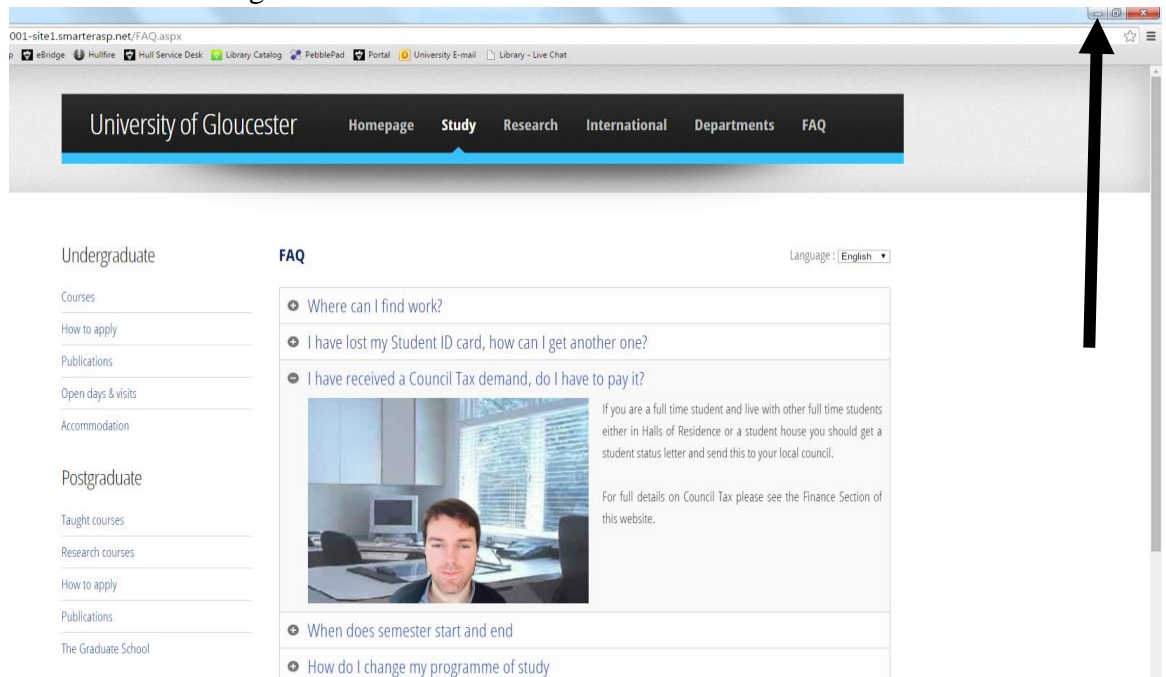 001-site1.smarterasp.net/FAQ.aspx
p eBridge Hullfire Hull Service Desk Library Catalog PebblePad Portal University E-mail Library - Live Chat
University of Gloucester Homepage Study Research International Departments FAQ
Undergraduate
Courses
How to apply
Publications
Open days & visits
Accommodation
Postgraduate
Taught courses
Research courses
How to apply
Publications
The Graduate School
FAQ
Language : English
Where can I find work?
I have lost my Student ID card, how can I get another one?
I have received a Council Tax demand, do I have to pay it?
If you are a full time student and live with other full time students
either in Halls of Residence or a student house you should get a
student status letter and send this to your local council.
For full details on Council Tax please see the Finance Section of
this website.
When does semester start and end
How do I change my programme of study